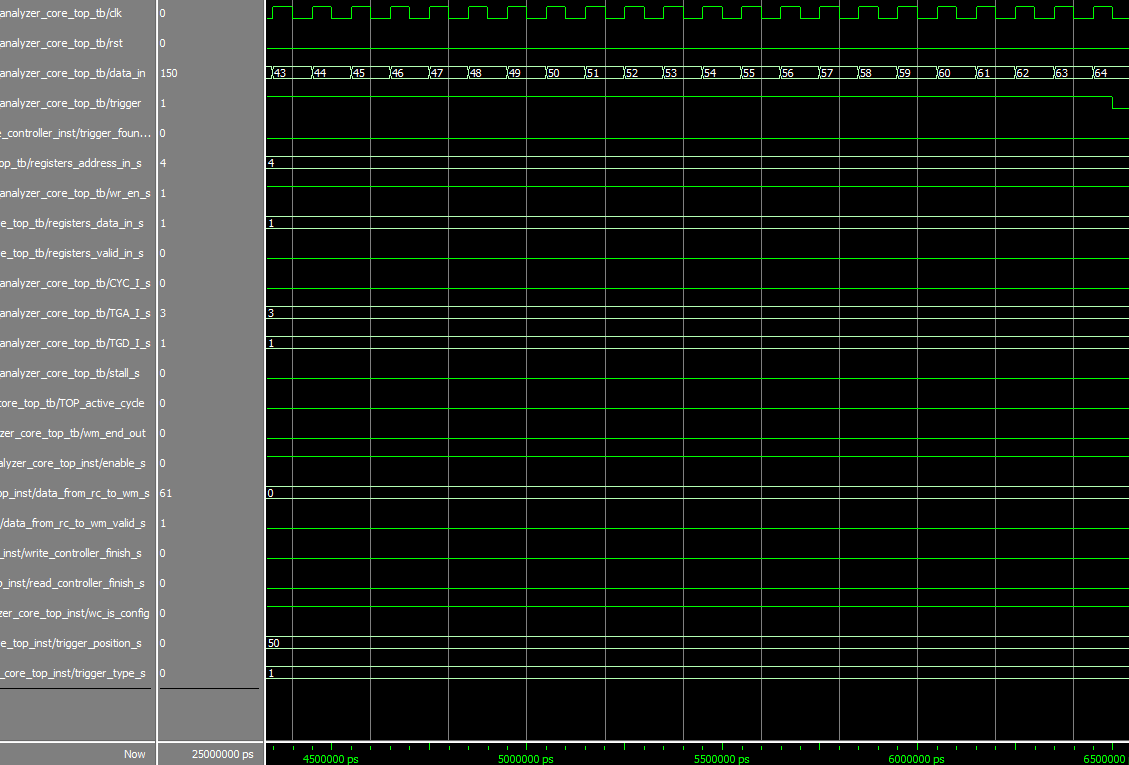 analyzer_core_top_tb/clk 0
analyzer_core_top_tb/rst 0
analyzer_core_top_tb/data_in 150 43 44 45 46 47 48 49 50 51 52 53 54 55 56 57 58 59 60 61 62 63 64
analyzer_core_top_tb/trigger 1
_controller_inst/trigger_foun... 0
op_tb/registers_address_in_s 4 4
analyzer_core_top_tb/wr_en_s 1
e_top_tb/registers_data_in_s 1 1
e_top_tb/registers_valid_in_s 0
analyzer_core_top_tb/CYC_I_s 0
analyzer_core_top_tb/TGA_I_s 3 3
analyzer_core_top_tb/TGD_I_s 1 1
analyzer_core_top_tb/stall_s 0
core_top_tb/TOP_active_cycle 0
zer_core_top_tb/wm_end_out 0
alyzer_core_top_inst/enable_s 0
op_inst/data_from_rc_to_wm_s 61 0
/data_from_rc_to_wm_valid_s 1
_inst/write_controller_finish_s 0
p_inst/read_controller_finish_s 0
zer_core_top_inst/wc_is_config 0
e_top_inst/trigger_position_s 0 50
_core_top_inst/trigger_type_s 0 1
Now 25000000 ps 4500000 ps 5000000 ps 5500000 ps 6000000 ps 6500000